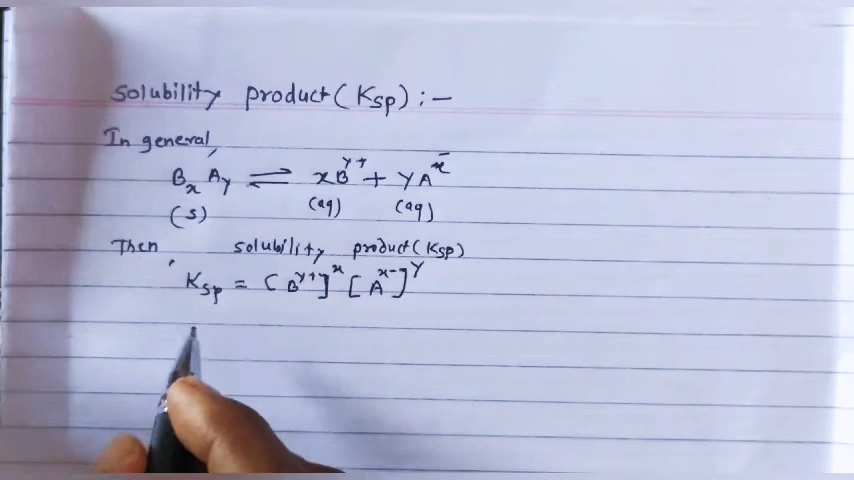 Solubility product (Ksp) :-
In general,
BxAy ⇌ xB^y+ + yA^x-
(s) (aq) (aq)
Then, solubility product (Ksp)
Ksp = [B^y+]^x [A^x-]^y